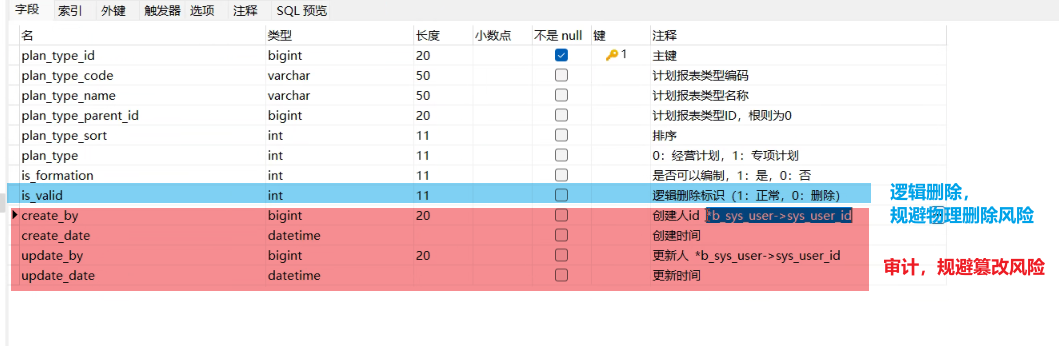 字段 索引 外键 触发器 选项 注释 SQL 预览
名 类型 长度 小数点 不是 null 键 注释
plan_type_id bigint 20 1 主键
plan_type_code varchar 50 计划报表类型编码
plan_type_name varchar 50 计划报表类型名称
plan_type_parent_id bigint 20 计划报表类型ID，根则为0
plan_type_sort int 11 排序
plan_type int 11 0：经营计划，1：专项计划
is_formation int 11 是否可以编制，1：是，0：否
is_valid int 11 逻辑删除标识（1：正常，0：删除）
逻辑删除，
create_by bigint 20 创建人id *b_sys_user->sys_user_id
规避物理删除风险
create_date datetime 创建时间
update_by bigint 20 更新人 *b_sys_user->sys_user_id
审计，规避篡改风险
update_date datetime 更新时间